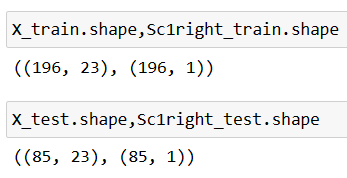 X_train.shape,Sc1right_train.shape
((196, 23), (196, 1))
X_test.shape,Sc1right_test.shape
((85, 23), (85, 1))